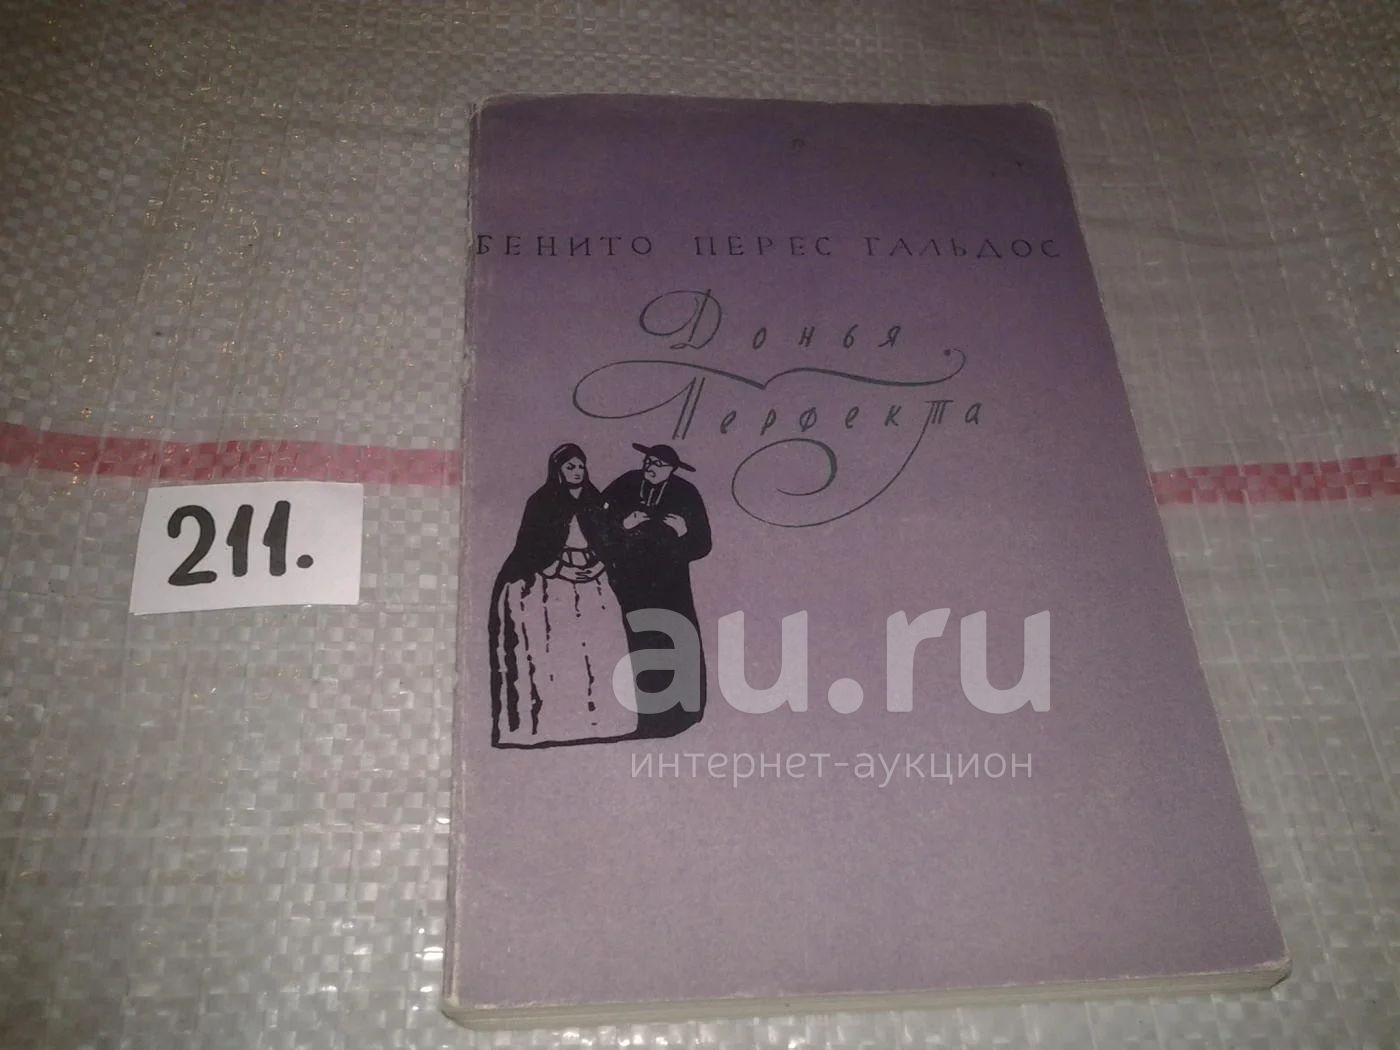 БЕНИТО ПЕРЕС ГАЛЬДОС
Донья
Перфекта
211.
au.ru
интернет-аукцион